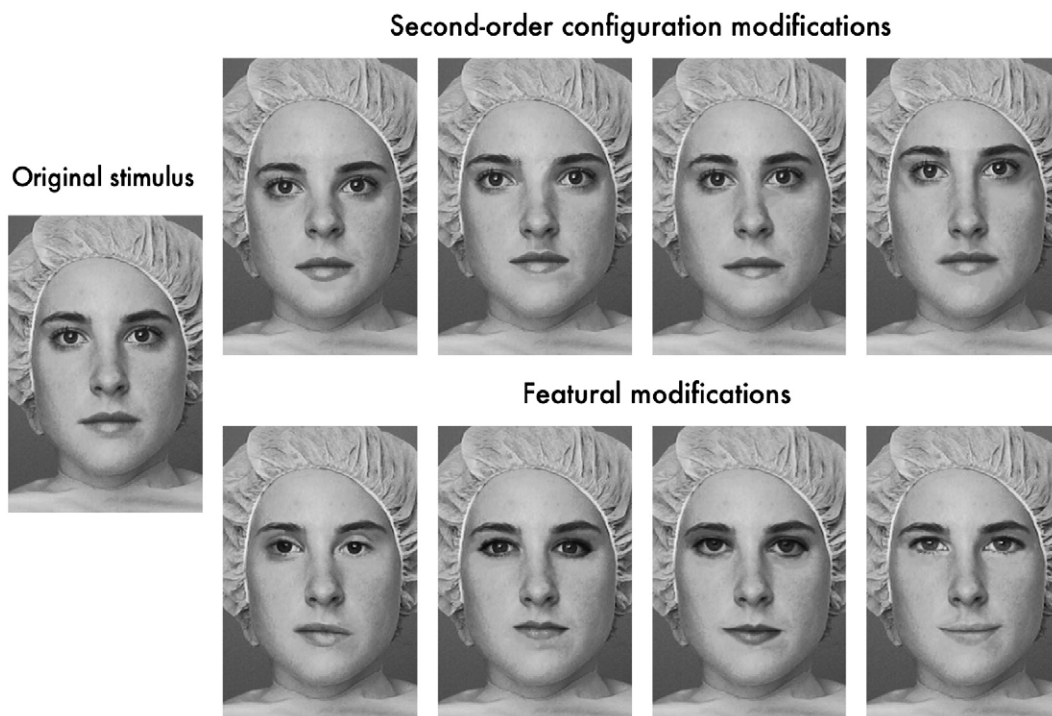 Second-order configuration modifications
Original stimulus
Featural modifications